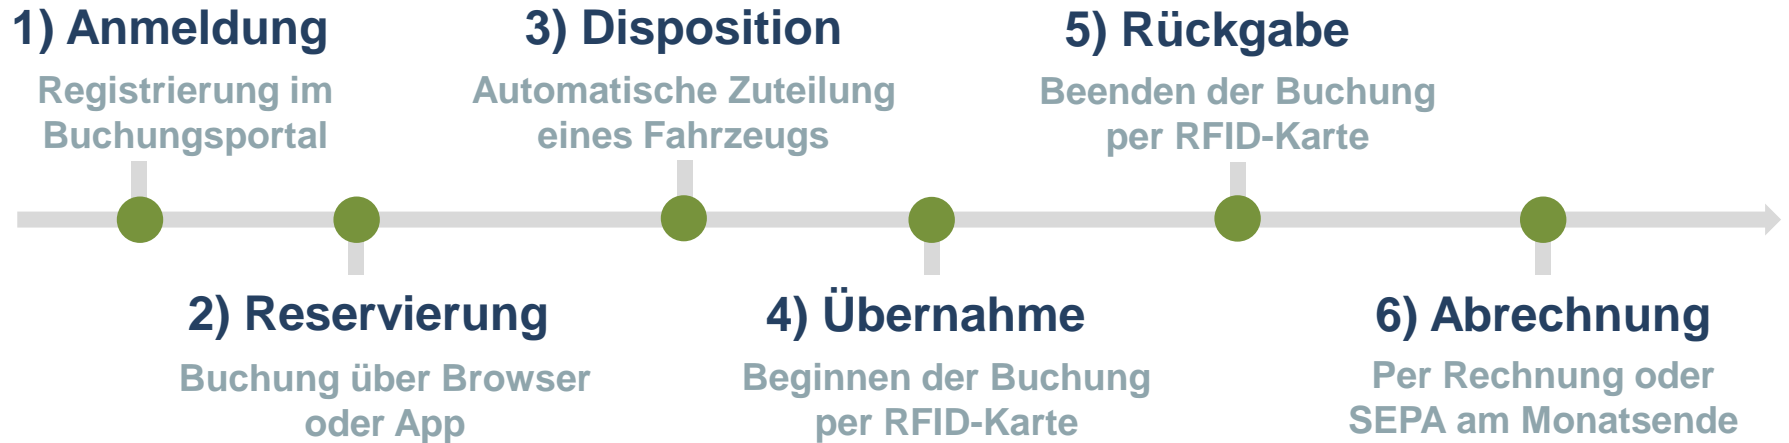 1) Anmeldung
Registrierung im
Buchungsportal
2) Reservierung
Buchung über Browser
oder App
3) Disposition
Automatische Zuteilung
eines Fahrzeugs
4) Übernahme
Beginnen der Buchung
per RFID-Karte
5) Rückgabe
Beenden der Buchung
per RFID-Karte
6) Abrechnung
Per Rechnung oder
SEPA am Monatsende